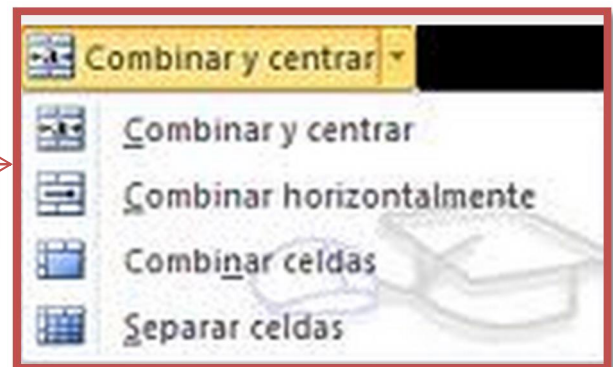 Combinar y centrar
Combinar y centrar
Combinar horizontalmente
Combinar celdas
Separar celdas